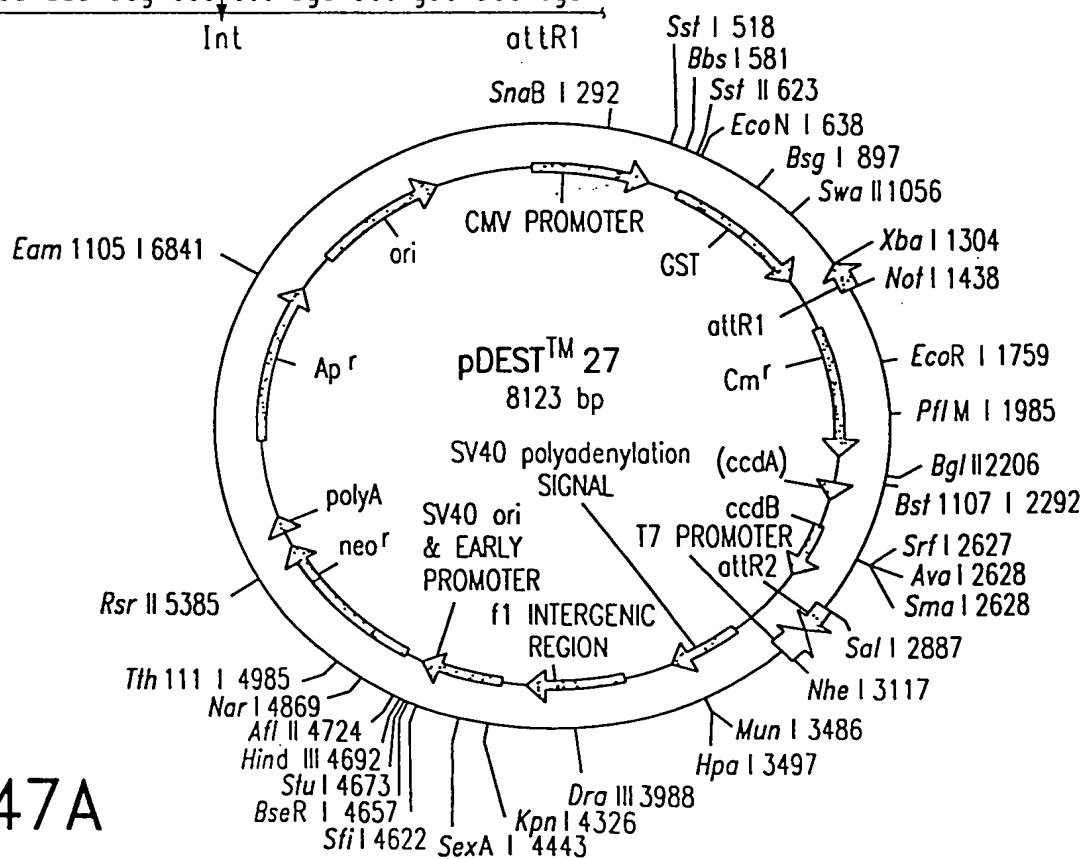 Int
attR1
Sst I 518
Bbs I 581
Sst II 623
EcoN I 638
Bsg I 897
Swa II 1056
Xba I 1304
Not I 1438
EcoR I 1759
PflM I 1985
Bgl II 2206
Bst 1107 I 2292
Srf I 2627
Ava I 2628
Sma I 2628
Sal I 2887
Nhe I 3117
Mun I 3486
Hpa I 3497
Dra III 3988
Kpn I 4326
SexA I 4443
Sfi I 4622
BseR I 4657
Stu I 4673
Hind III 4692
Afl II 4724
Nar I 4869
Tth 111 I 4985
Rsr II 5385
Eam 1105 I 6841
SnaB I 292
CMV PROMOTER
GST
attR1
Cmr
(ccdA)
ccdB
attR2
T7 PROMOTER
SV40 polyadenylation
SIGNAL
f1 INTERGENIC
REGION
SV40 ori
& EARLY
PROMOTER
neor
polyA
Apr
ori
pDEST™ 27
8123 bp
47A